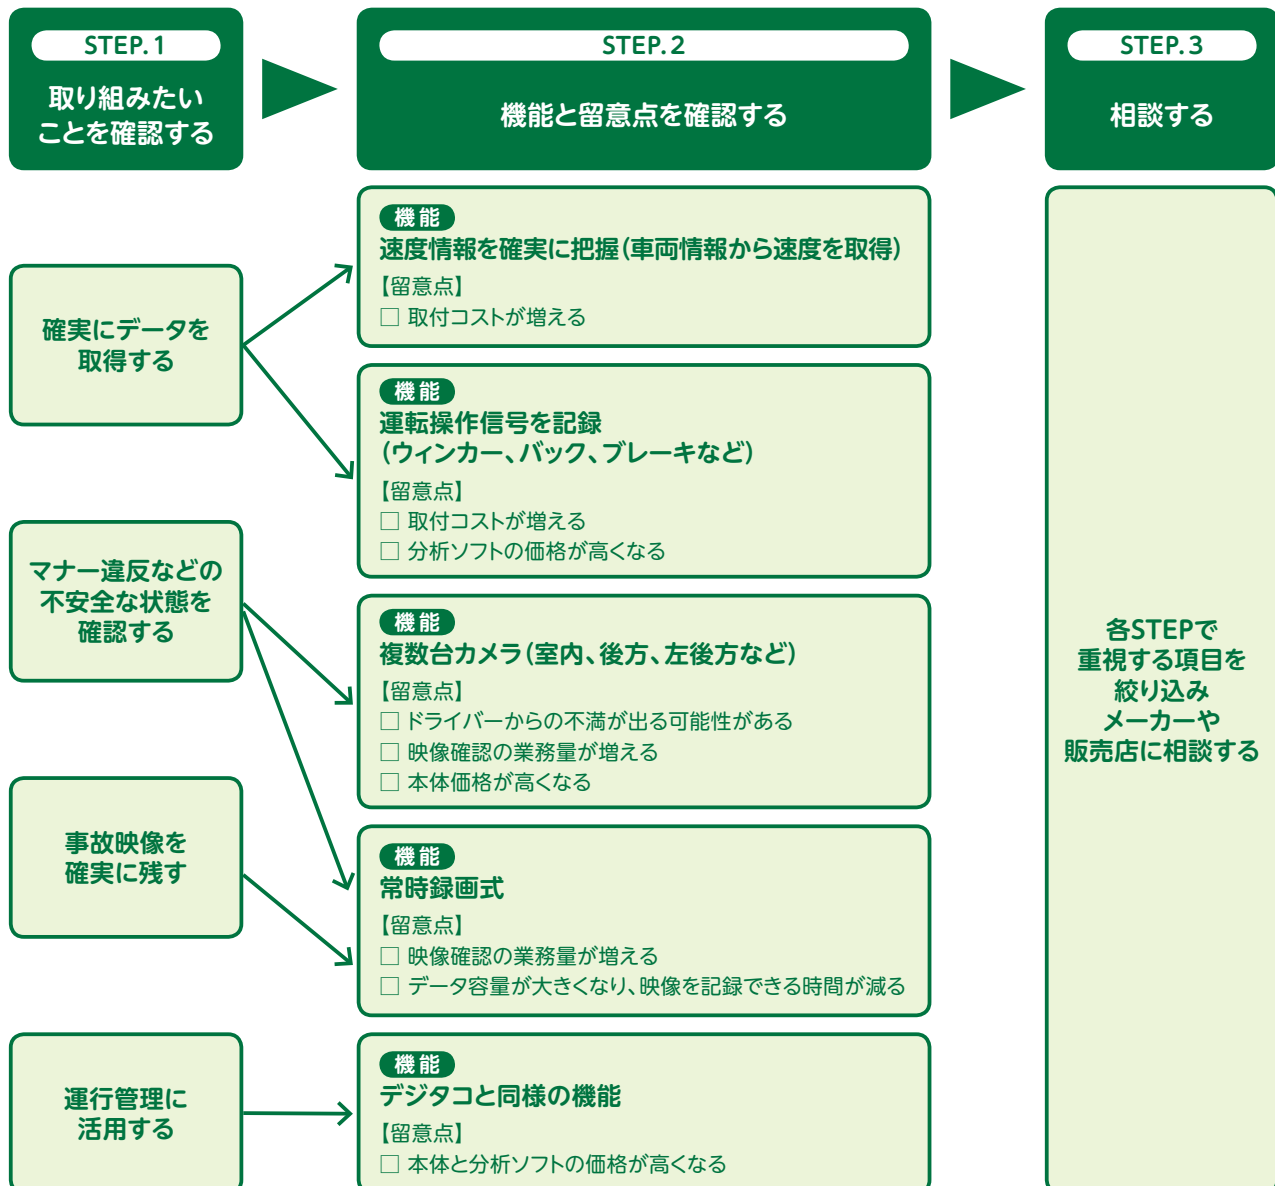 STEP.1
取り組みたい
ことを確認する
STEP.2
機能と留意点を確認する
STEP.3
相談する
確実にデータを
取得する
マナー違反などの
不安全な状態を
確認する
事故映像を
確実に残す
運行管理に
活用する
機能
速度情報を確実に把握(車両情報から速度を取得)
【留意点】
□ 取付コストが増える
機能
運転操作信号を記録
(ウィンカー、バック、ブレーキなど)
【留意点】
□ 取付コストが増える
□ 分析ソフトの価格が高くなる
機能
複数台カメラ(室内、後方、左後方など)
【留意点】
□ ドライバーからの不満が出る可能性がある
□ 映像確認の業務量が増える
□ 本体価格が高くなる
機能
常時録画式
【留意点】
□ 映像確認の業務量が増える
□ データ容量が大きくなり、映像を記録できる時間が減る
機能
デジタコと同様の機能
【留意点】
□ 本体と分析ソフトの価格が高くなる
各STEPで
重視する項目を
絞り込み
メーカーや
販売店に相談する